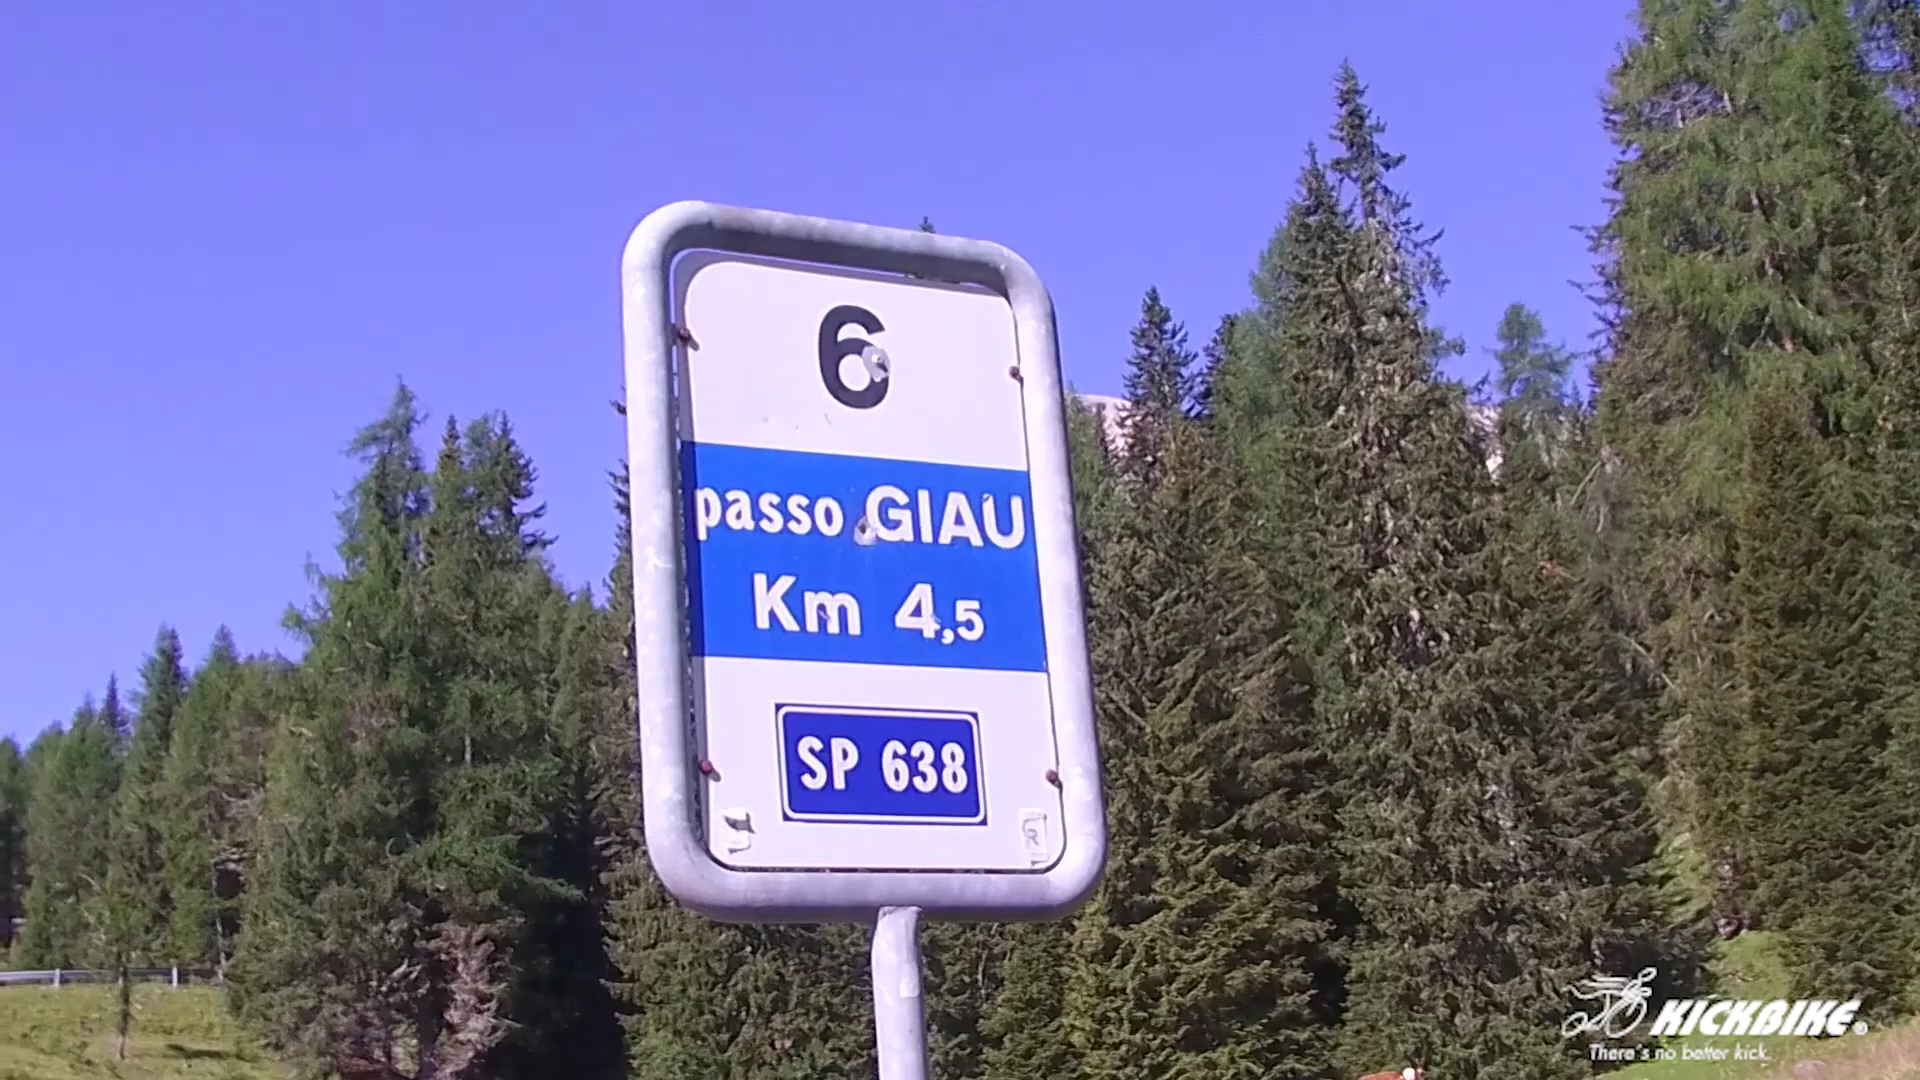 6
passo GIAU
Km 4,5
SP 638
R
KICKBIKE®
There's no better kick.